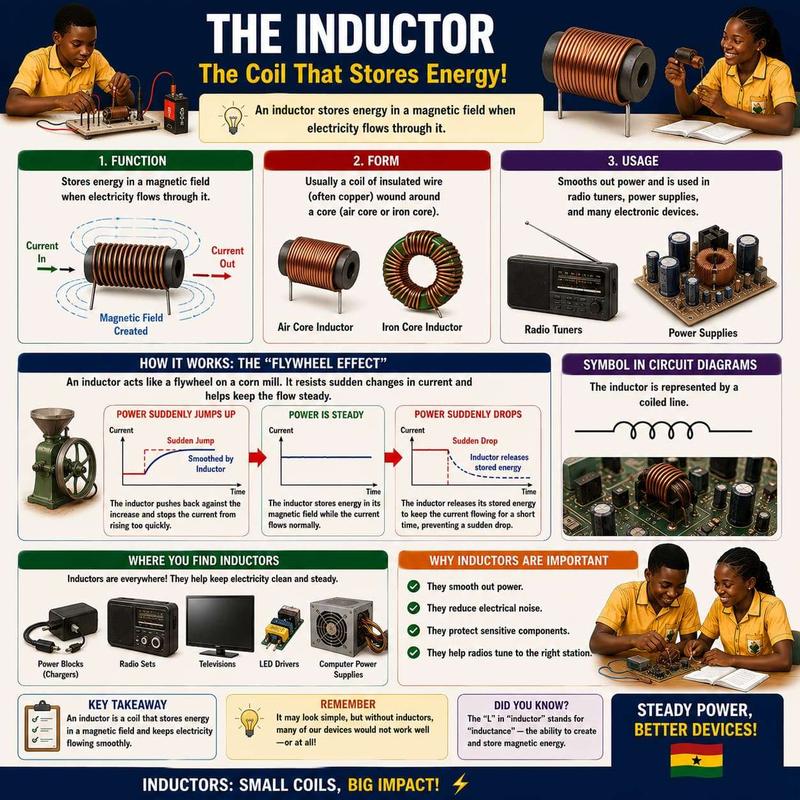 THE INDUCTOR
The Coil That Stores Energy!
An inductor stores energy in a magnetic field when
electricity flows through it.
1. FUNCTION
Stores energy in a magnetic field
when electricity flows through it.
Current
In
Current
Out
Magnetic Field
Created
2. FORM
Usually a coil of insulated wire
(often copper) wound around
a core (air core or iron core).
Air Core Inductor
Iron Core Inductor
3. USAGE
Smooths out power and is used in
radio tuners, power supplies,
and many electronic devices.
Radio Tuners
Power Supplies
HOW IT WORKS: THE “FLYWHEEL EFFECT”
An inductor acts like a flywheel on a corn mill. It resists sudden changes in current and
helps keep the flow steady.
POWER SUDDENLY JUMPS UP
Current
Sudden Jump
Smoothed by
Inductor
Time
The inductor pushes back against the
increase and stops the current from
rising too quickly.
POWER IS STEADY
Current
Time
The inductor stores energy in its
magnetic field while the current
flows normally.
POWER SUDDENLY DROPS
Current
Sudden Drop
Inductor releases
stored energy
Time
The inductor releases its stored energy
to keep the current flowing for a short
time, preventing a sudden drop.
SYMBOL IN CIRCUIT DIAGRAMS
The inductor is represented by a
coiled line.
WHERE YOU FIND INDUCTORS
Inductors are everywhere! They help keep electricity clean and steady.
Power Blocks
(Chargers)
Radio Sets
Televisions
LED Drivers
Computer Power
Supplies
WHY INDUCTORS ARE IMPORTANT
They smooth out power.
They reduce electrical noise.
They protect sensitive components.
They help radios tune to the right station.
KEY TAKEAWAY
An inductor is a coil that stores energy
in a magnetic field and keeps electricity
flowing smoothly.
REMEMBER
It may look simple, but without inductors,
many of our devices would not work well
—or at all!
DID YOU KNOW?
The “L” in “inductor” stands for
“inductance” — the ability to create
and store magnetic energy.
STEADY POWER,
BETTER DEVICES!
INDUCTORS: SMALL COILS, BIG IMPACT!